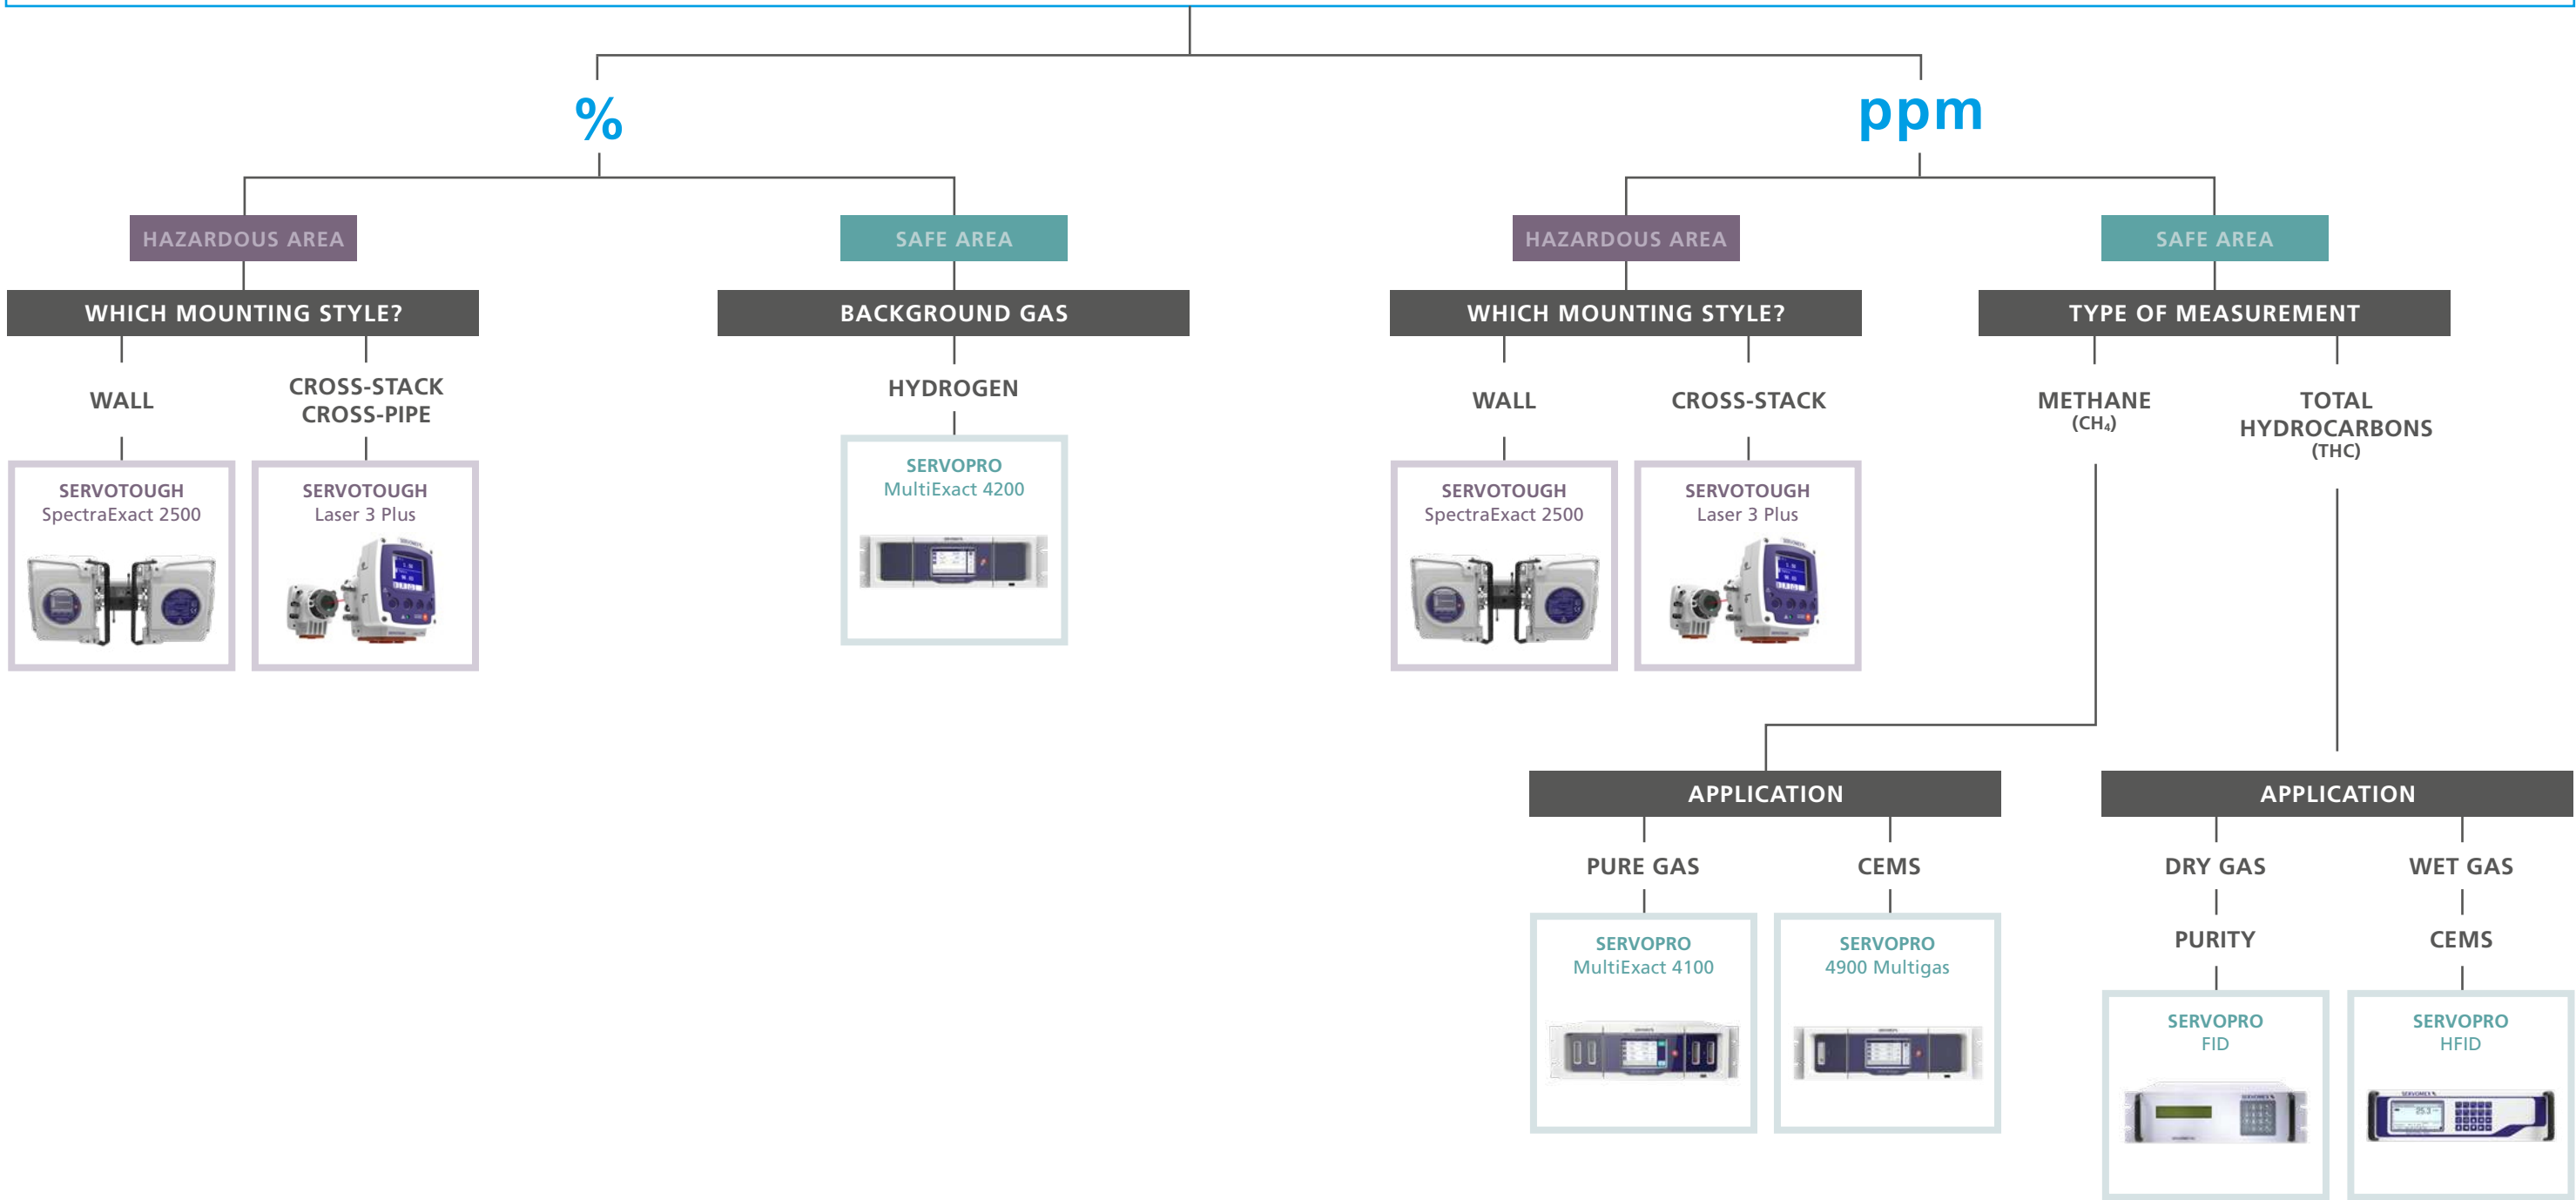 %
ppm
HAZARDOUS AREA
SAFE AREA
HAZARDOUS AREA
SAFE AREA
WHICH MOUNTING STYLE?
BACKGROUND GAS
WHICH MOUNTING STYLE?
TYPE OF MEASUREMENT
WALL
CROSS-STACK
CROSS-PIPE
HYDROGEN
WALL
CROSS-STACK
METHANE
(CH₄)
TOTAL
HYDROCARBONS
(THC)
SERVOTOUGH
SpectraExact 2500
SERVOTOUGH
Laser 3 Plus
SERVOPRO
MultiExact 4200
SERVOTOUGH
SpectraExact 2500
SERVOTOUGH
Laser 3 Plus
APPLICATION
APPLICATION
PURE GAS
CEMS
DRY GAS
WET GAS
PURITY
CEMS
SERVOPRO
MultiExact 4100
SERVOPRO
4900 Multigas
SERVOPRO
FID
SERVOPRO
HFID
SERVOMEX
SERVOMEX